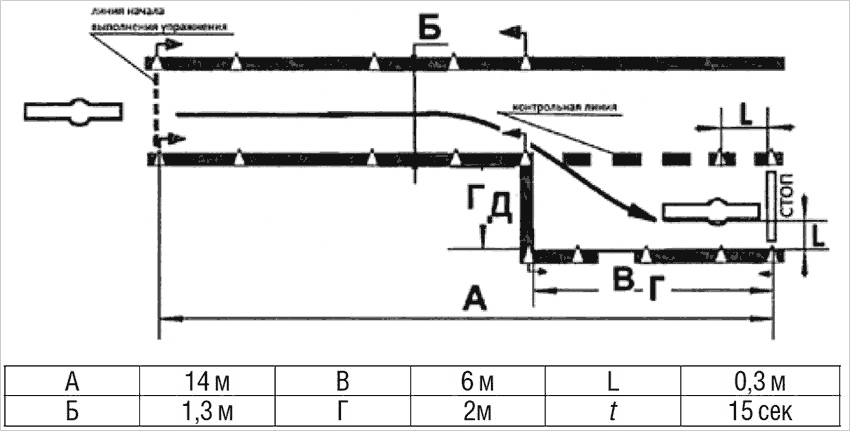 линия начала
выполнения упражнения
Б
контрольная линия
L
Г
Д
СТОП
L
В
Г
А
А 14 м В 6 м L 0,3 м
Б 1,3 м Г 2м t 15 сек